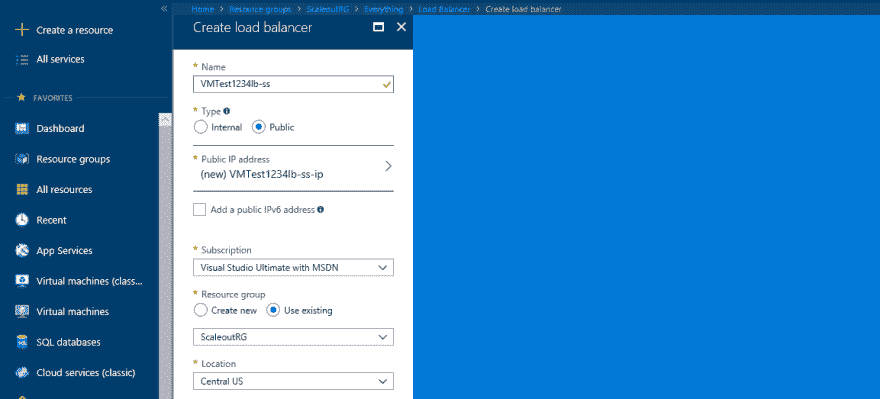 Home > Resource groups > ScaleoutRG > Everything > Load Balancer > Create load balancer
Create a resource
All services
FAVORITES
Dashboard
Resource groups
All resources
Recent
App Services
Virtual machines (classic...
Virtual machines
SQL databases
Cloud services (classic)
Create load balancer
* Name
VMTest1234lb-ss
* Type
Internal
Public
* Public IP address
(new) VMTest1234lb-ss-ip
Add a public IPv6 address
* Subscription
Visual Studio Ultimate with MSDN
* Resource group
Create new
Use existing
ScaleoutRG
* Location
Central US